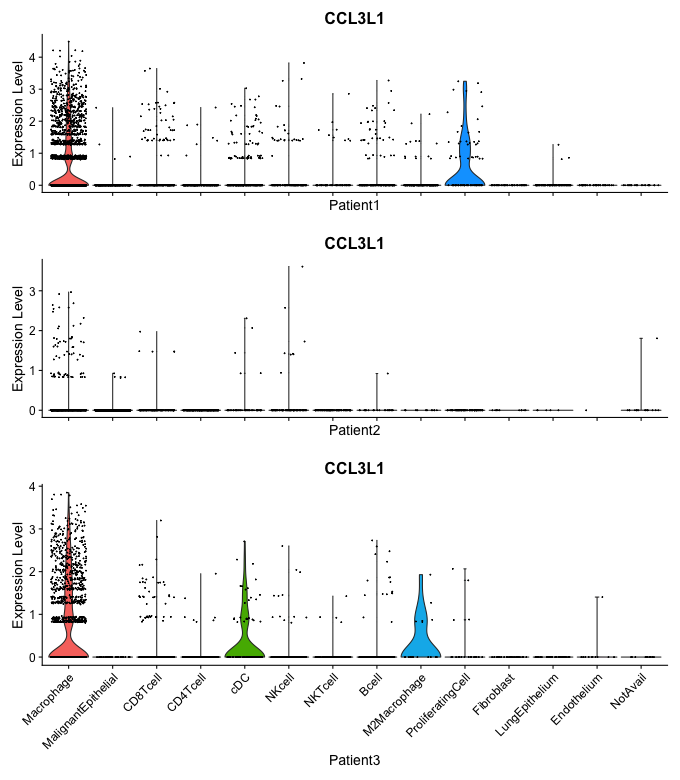 CCL3L1
Expression Level
4
3
2
1
0
Patient1
CCL3L1
Expression Level
3
2
1
0
Patient2
CCL3L1
Expression Level
4
3
2
1
0
Macrophage
MalignantEpithelial
CD8Tcell
CD4Tcell
cDC
NKcell
NKTcell
Bcell
M2Macrophage
ProliferatingCell
Fibroblast
LungEpithelium
Endothelium
NotAvail
Patient3